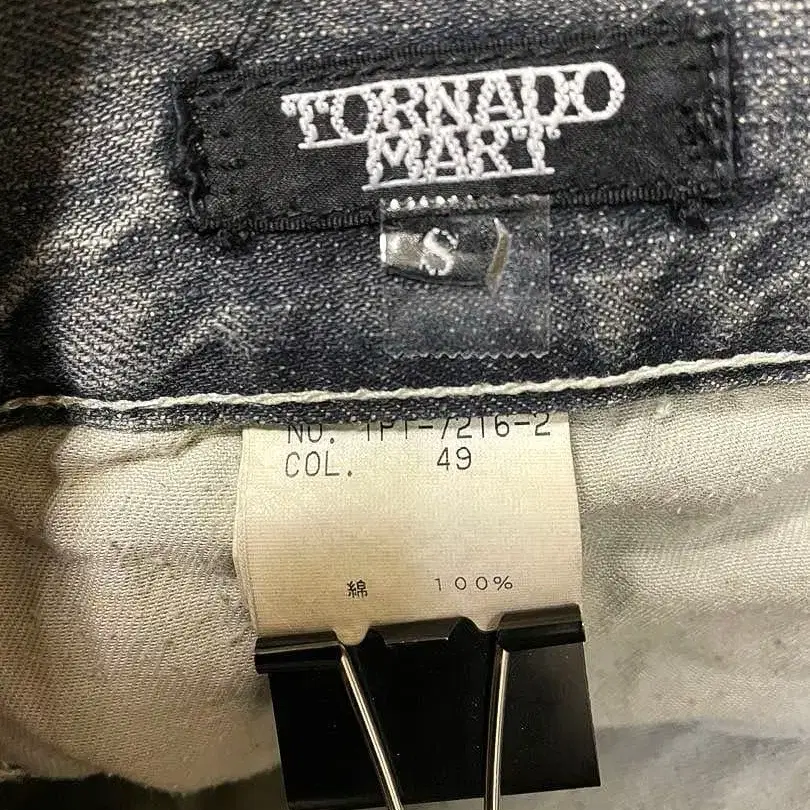 TORNADO
MART
S
NO. TPT-7216-2
COL. 49
綿 100%